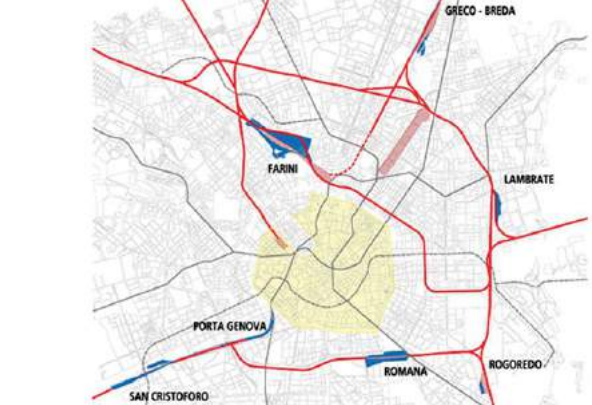 GRECO - BREDA
FARINI
LAMBRATE
PORTA GENOVA
ROMANA
ROGOREDO
SAN CRISTOFORO